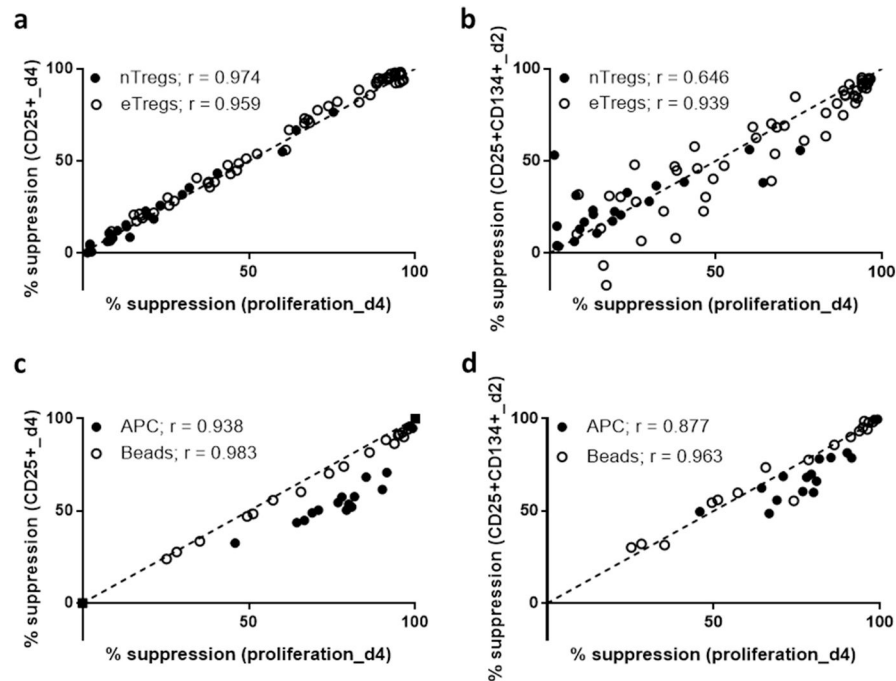 a
% suppression (CD25+_d4)
100
50
0
nTregs; r = 0.974
eTregs; r = 0.959
50
100
% suppression (proliferation_d4)
b
% suppression (CD25+CD134+_d2)
100
50
0
nTregs; r = 0.646
eTregs; r = 0.939
50
100
% suppression (proliferation_d4)
c
% suppression (CD25+_d4)
100
50
0
APC; r = 0.938
Beads; r = 0.983
50
100
% suppression (proliferation_d4)
d
% suppression (CD25+CD134+_d2)
100
50
0
APC; r = 0.877
Beads; r = 0.963
50
100
% suppression (proliferation_d4)